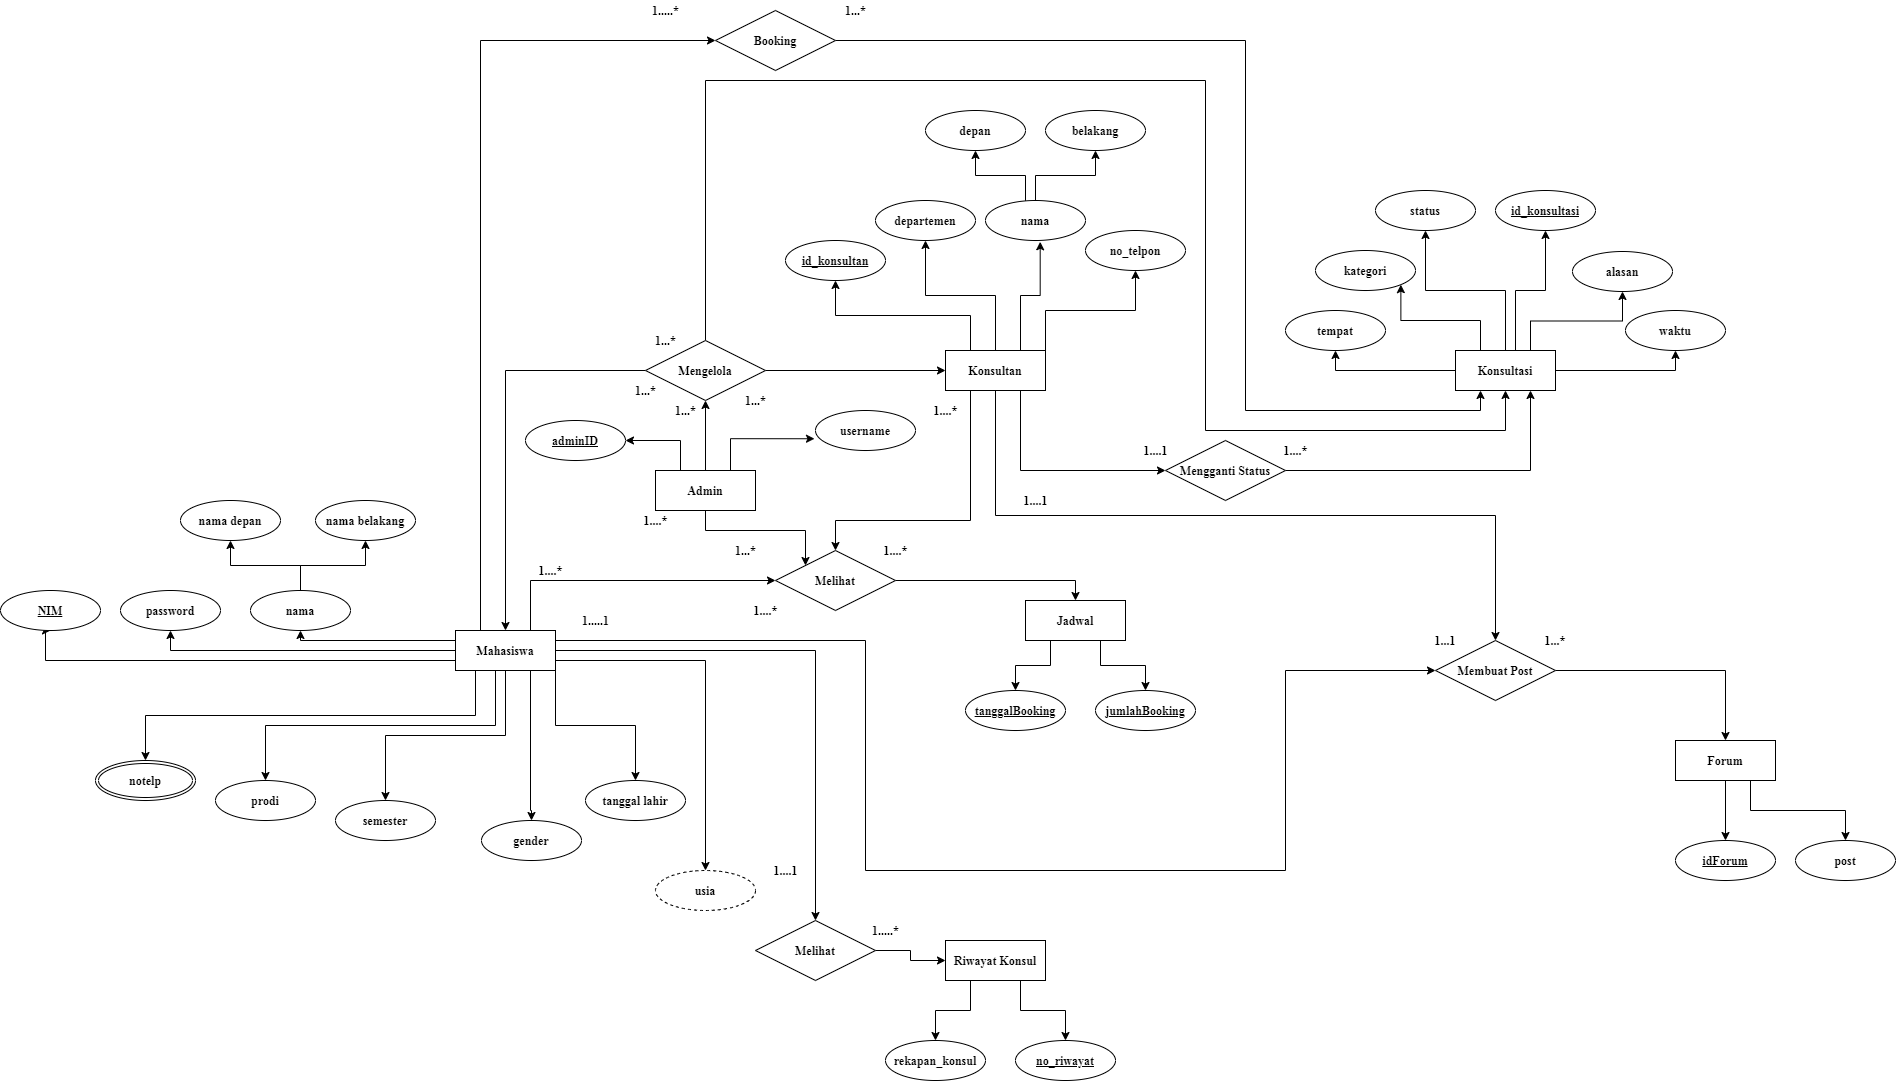 1.....*
1...*
Booking
depan
belakang
status
id_konsultasi
departemen
nama
no_telpon
id_konsultan
kategori
alasan
tempat
waktu
1...*
Mengelola
Konsultan
Konsultasi
1...*
1...*
1...*
1....*
adminID
username
1....1
1....*
Mengganti Status
Admin
1....1
1....*
nama depan
nama belakang
1...*
1....*
1....*
Melihat
NIM
password
nama
1....*
1.....1
Jadwal
Mahasiswa
1...1
1...*
Membuat Post
tanggalBooking
jumlahBooking
Forum
notelp
prodi
tanggal lahir
semester
gender
idForum
post
1....1
usia
1.....*
Melihat
Riwayat Konsul
rekapan_konsul
no_riwayat